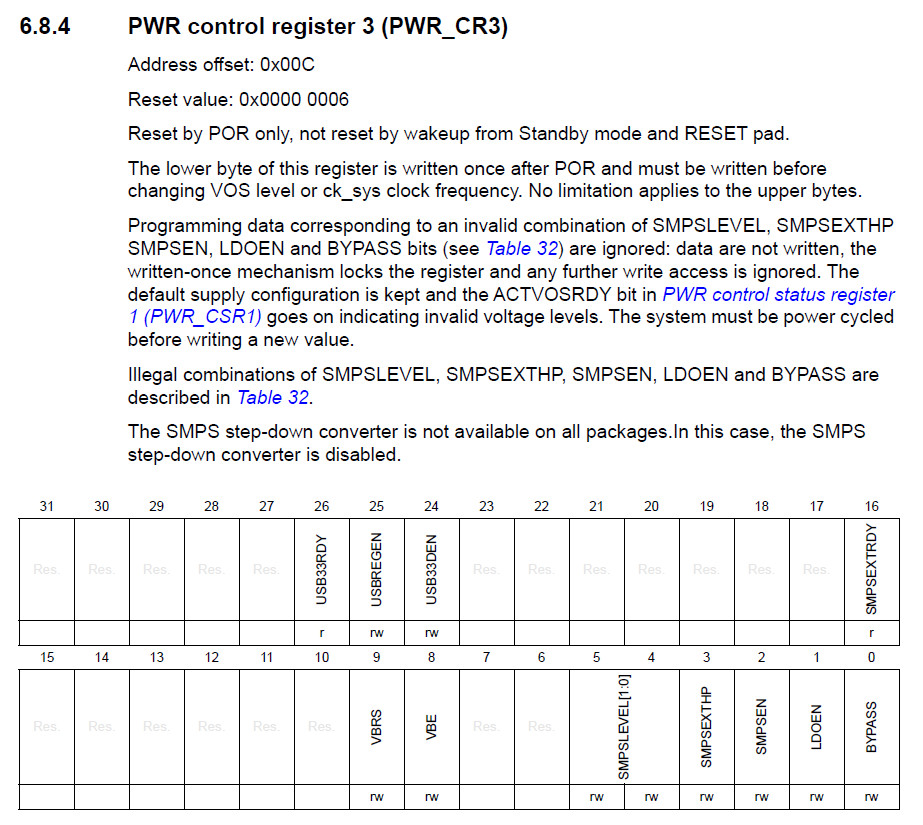 6.8.4 PWR control register 3 (PWR_CR3)
Address offset: 0x00C
Reset value: 0x0000 0006
Reset by POR only, not reset by wakeup from Standby mode and RESET pad.
The lower byte of this register is written once after POR and must be written before
changing VOS level or ck_sys clock frequency. No limitation applies to the upper bytes.
Programming data corresponding to an invalid combination of SMPSLEVEL, SMPSEXTHP
SMPSEN, LDOEN and BYPASS bits (see Table 32) are ignored: data are not written, the
written-once mechanism locks the register and any further write access is ignored. The
default supply configuration is kept and the ACTVOSRDY bit in PWR control status register
1 (PWR_CSR1) goes on indicating invalid voltage levels. The system must be power cycled
before writing a new value.
Illegal combinations of SMPSLEVEL, SMPSEXTHP, SMPSEN, LDOEN and BYPASS are
described in Table 32.
The SMPS step-down converter is not available on all packages.In this case, the SMPS
step-down converter is disabled.
31 30 29 28 27 26 25 24 23 22 21 20 19 18 17 16
Res. Res. Res. Res. Res. USB33RDY USBREGEN USB33DEN Res. Res. Res. Res. Res. Res. Res. SMPSEXTRDY
r rw rw r
15 14 13 12 11 10 9 8 7 6 5 4 3 2 1 0
Res. Res. Res. Res. Res. Res. VBRS VBE Res. Res. SMPSLEVEL[1:0] SMPSEXTHP SMPSEN LDOEN BYPASS
rw rw rw rw rw rw rw rw